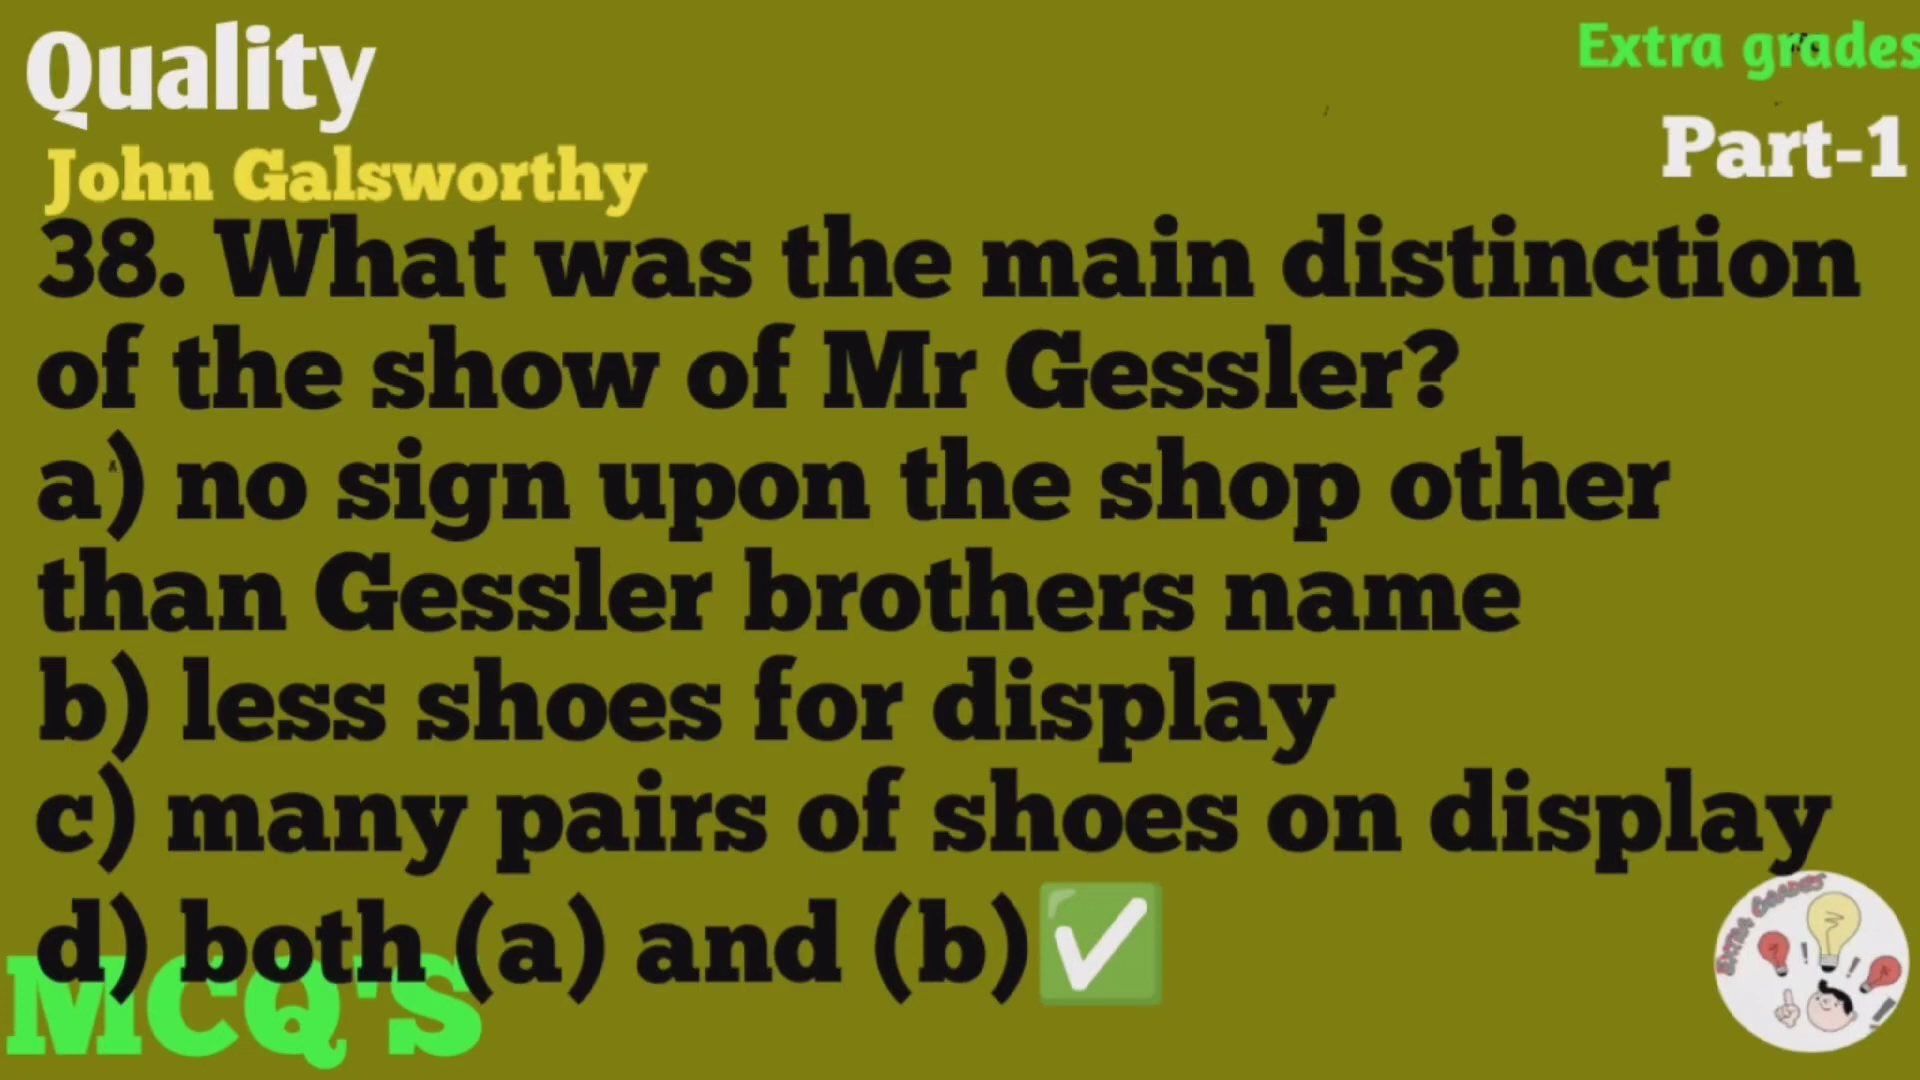 Quality
Extra grades
John Galsworthy
Part-1
38. What was the main distinction
of the show of Mr Gessler?
a) no sign upon the shop other
than Gessler brothers name
b) less shoes for display
c) many pairs of shoes on display
d) both (a) and (b)
MCQ'S
EXTRA GRADES